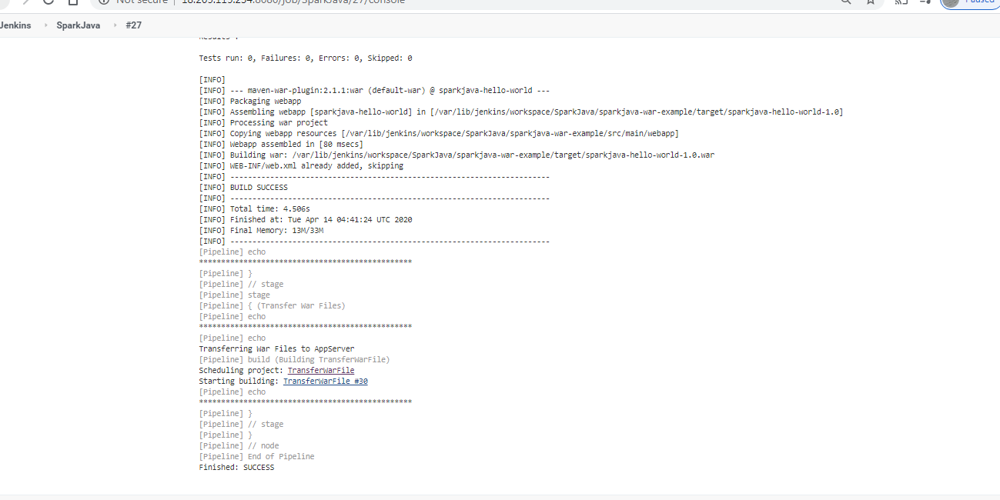 Not secure | 18.205.115.254:8080/job/SparkJava/27/console
Paused
Jenkins SparkJava #27
Results :
Tests run: 0, Failures: 0, Errors: 0, Skipped: 0
[INFO]
[INFO] --- maven-war-plugin:2.1.1:war (default-war) @ sparkjava-hello-world ---
[INFO] Packaging webapp
[INFO] Assembling webapp [sparkjava-hello-world] in [/var/lib/jenkins/workspace/SparkJava/sparkjava-war-example/target/sparkjava-hello-world-1.0]
[INFO] Processing war project
[INFO] Copying webapp resources [/var/lib/jenkins/workspace/SparkJava/sparkjava-war-example/src/main/webapp]
[INFO] Webapp assembled in [80 msecs]
[INFO] Building war: /var/lib/jenkins/workspace/SparkJava/sparkjava-war-example/target/sparkjava-hello-world-1.0.war
[INFO] WEB-INF/web.xml already added, skipping
[INFO] ------------------------------------------------------------------------
[INFO] BUILD SUCCESS
[INFO] ------------------------------------------------------------------------
[INFO] Total time: 4.506s
[INFO] Finished at: Tue Apr 14 04:41:24 UTC 2020
[INFO] Final Memory: 13M/33M
[INFO] ------------------------------------------------------------------------
[Pipeline] echo
************************************************
[Pipeline] }
[Pipeline] // stage
[Pipeline] stage
[Pipeline] { (Transfer War Files)
[Pipeline] echo
************************************************
[Pipeline] echo
Transferring War Files to AppServer
[Pipeline] build (Building TransferWarFile)
Scheduling project: TransferWarFile
Starting building: TransferWarFile #30
[Pipeline] echo
************************************************
[Pipeline] }
[Pipeline] // stage
[Pipeline] }
[Pipeline] // node
[Pipeline] End of Pipeline
Finished: SUCCESS